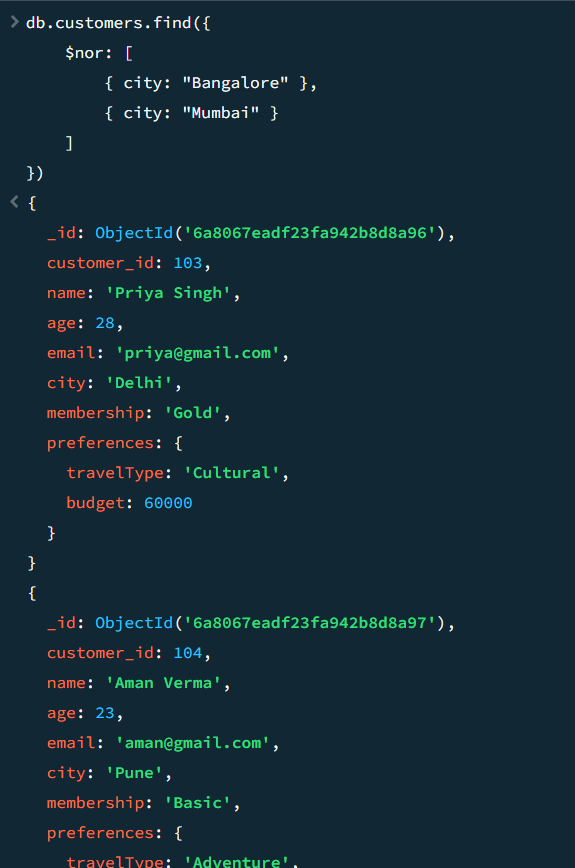 > db.customers.find({
$nor: [
{ city: "Bangalore" },
{ city: "Mumbai" }
]
})
< {
_id: ObjectId('6a8067eadf23fa942b8d8a96'),
customer_id: 103,
name: 'Priya Singh',
age: 28,
email: 'priya@gmail.com',
city: 'Delhi',
membership: 'Gold',
preferences: {
travelType: 'Cultural',
budget: 60000
}
}
{
_id: ObjectId('6a8067eadf23fa942b8d8a97'),
customer_id: 104,
name: 'Aman Verma',
age: 23,
email: 'aman@gmail.com',
city: 'Pune',
membership: 'Basic',
preferences: {
travelType: 'Adventure',